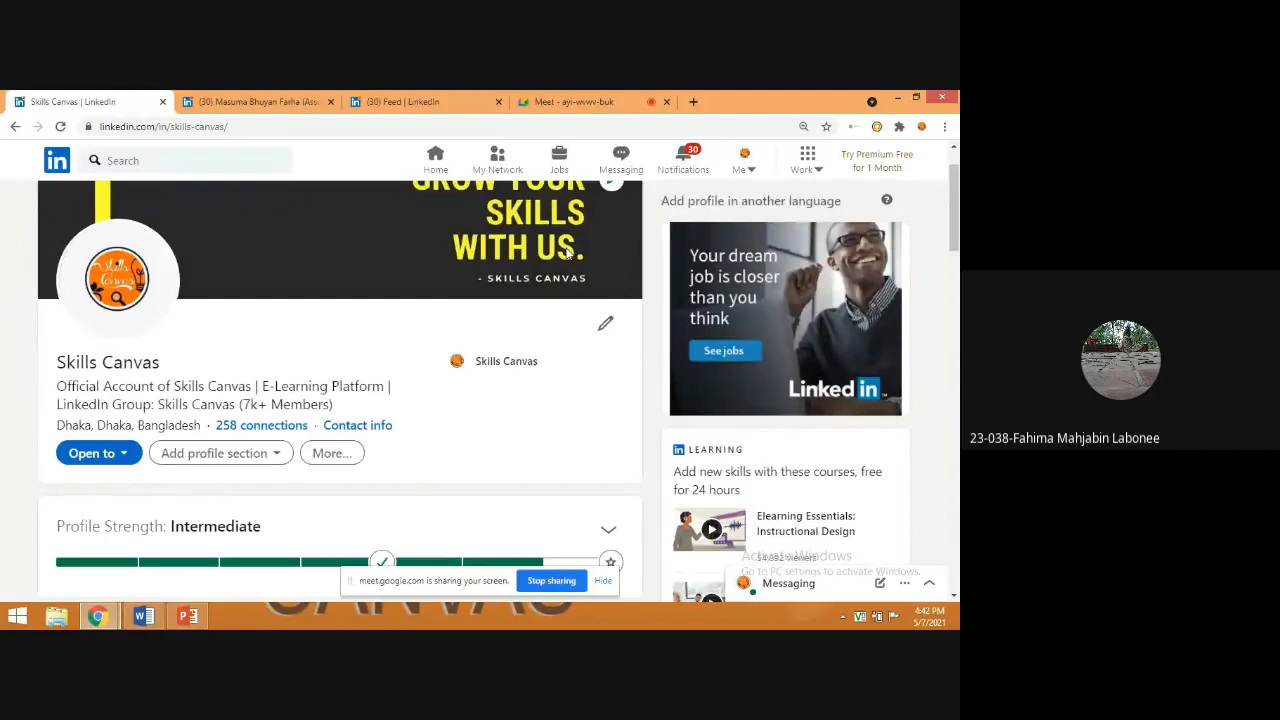 Skills Canvas | LinkedIn
(30) Masuma Bhuyan Farha (Ass
(30) Feed | LinkedIn
Meet - ayi-wvwv-buk
linkedin.com/in/skills-canvas/
Search
Home
My Network
Jobs
Messaging
30
Notifications
Me
Work
Try Premium Free
for 1 Month
GROW YOUR
SKILLS
WITH US.
- SKILLS CANVAS
Skills
Canvas
Skills Canvas
Skills Canvas
Official Account of Skills Canvas | E-Learning Platform |
LinkedIn Group: Skills Canvas (7k+ Members)
Dhaka, Dhaka, Bangladesh · 258 connections · Contact info
Open to
Add profile section
More...
Profile Strength: Intermediate
Add profile in another language
Your dream
job is closer
than you
think
See jobs
Linked in
LEARNING
Add new skills with these courses, free
for 24 hours
Elearning Essentials:
Instructional Design
viewers
Activate Windows
Go to PC settings to activate Windows.
Messaging
meet.google.com is sharing your screen.
Stop sharing
Hide
CANVAS
4:42 PM
5/7/2021
23-038-Fahima Mahjabin Labonee